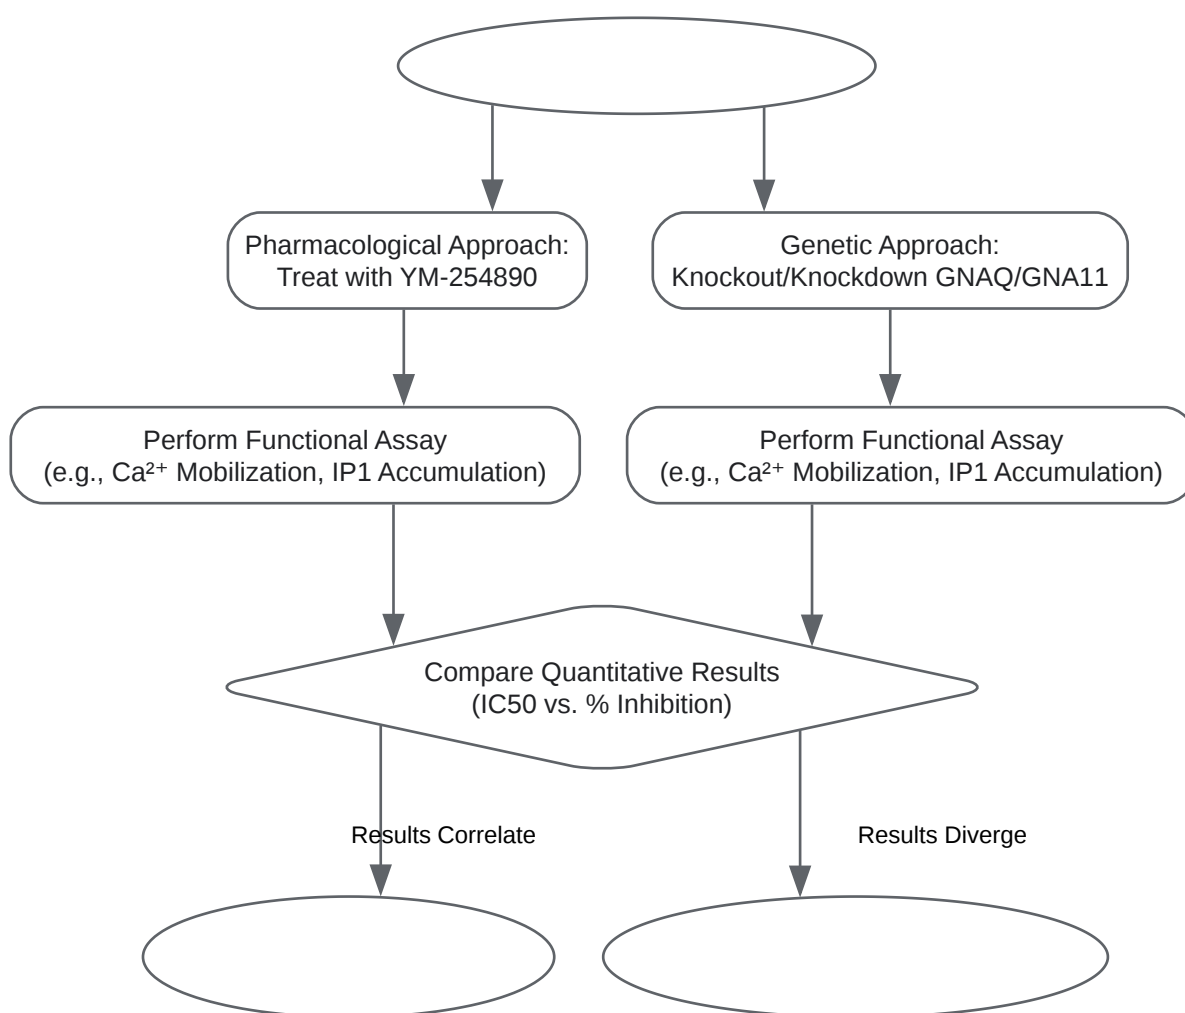 Pharmacological Approach:
Treat with YM-254890
Genetic Approach:
Knockout/Knockdown GNAQ/GNA11
Perform Functional Assay
(e.g., Ca²⁺ Mobilization, IP1 Accumulation)
Perform Functional Assay
(e.g., Ca²⁺ Mobilization, IP1 Accumulation)
Compare Quantitative Results
(IC50 vs. % Inhibition)
Results Correlate
Results Diverge